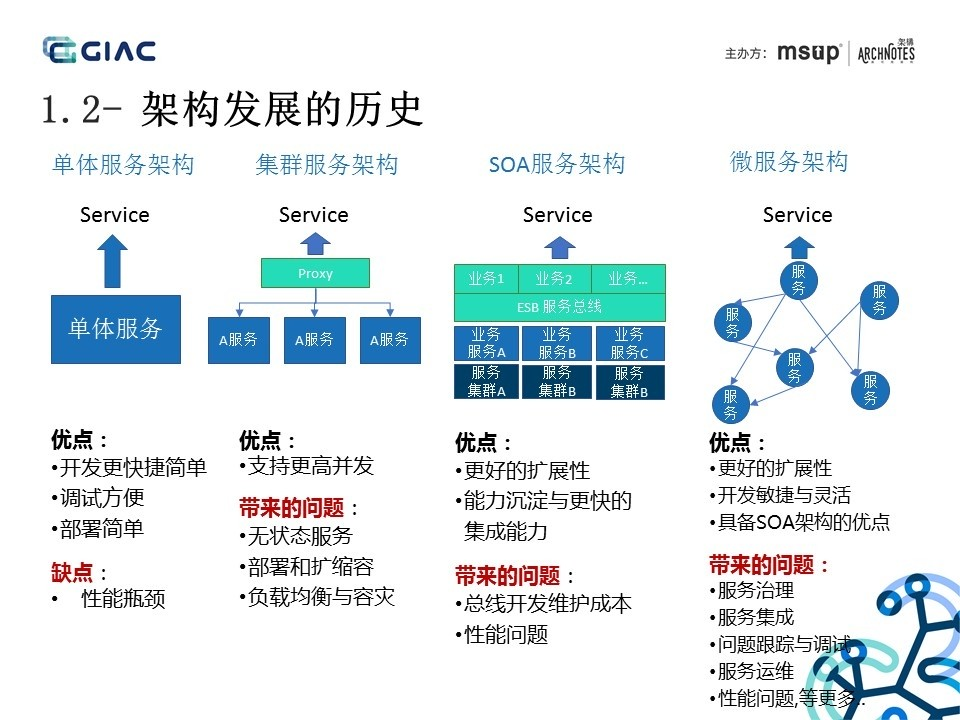 GIAC
主办方：
msup®
架構
ARCHNOTES
1.2- 架构发展的历史
单体服务架构
Service
单体服务
优点：
•开发更快捷简单
•调试方便
•部署简单
缺点：
• 性能瓶颈
集群服务架构
Service
Proxy
A服务
A服务
A服务
优点：
•支持更高并发
带来的问题：
•无状态服务
•部署和扩缩容
•负载均衡与容灾
SOA服务架构
Service
业务1
业务2
业务...
ESB 服务总线
业务
服务A
业务
服务B
业务
服务C
服务
集群A
服务
集群B
服务
集群B
优点：
•更好的扩展性
•能力沉淀与更快的
集成能力
带来的问题：
•总线开发维护成本
•性能问题
微服务架构
Service
服
务
服
务
服
务
服
务
服
务
服
务
优点：
•更好的扩展性
•开发敏捷与灵活
•具备SOA架构的优点
带来的问题：
•服务治理
•服务集成
•问题跟踪与调试
•服务运维
•性能问题,等更多..